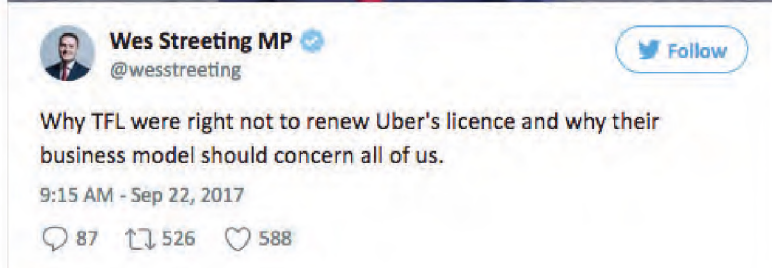 Wes Streeting MP
@wesstreeting
Follow
Why TFL were right not to renew Uber's licence and why their
business model should concern all of us.
9:15 AM - Sep 22, 2017
87 526 588